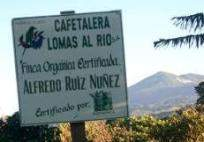 CAFETALERA
LOMAS AL RIO S.A.
Finca Orgánica Certificada
ALFREDO RUIZ NUÑEZ
Certificado por: